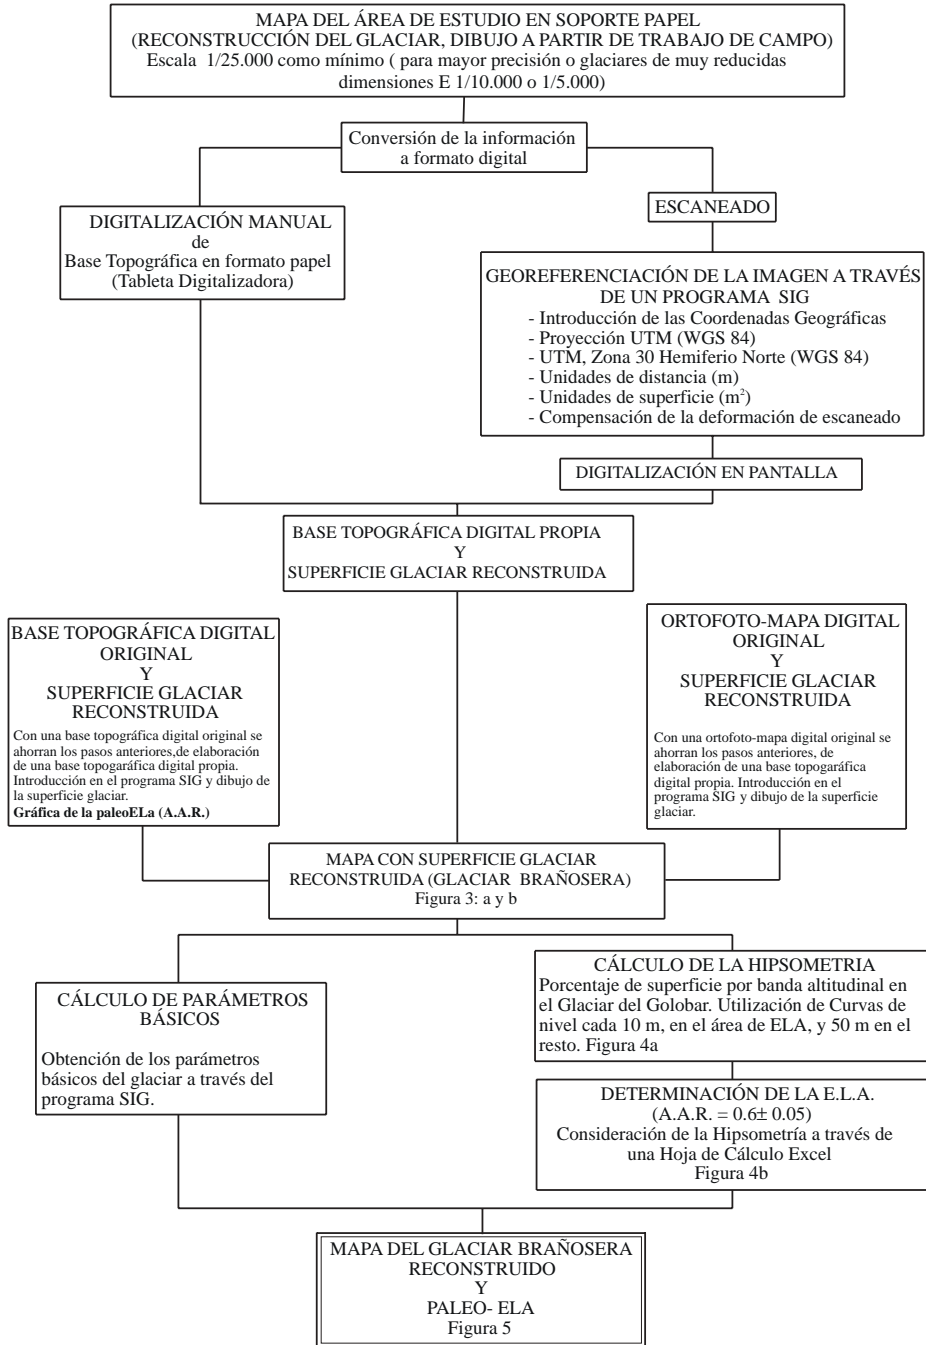 MAPA DEL ÁREA DE ESTUDIO EN SOPORTE PAPEL
(RECONSTRUCCIÓN DEL GLACIAR, DIBUJO A PARTIR DE TRABAJO DE CAMPO)
Escala 1/25.000 como mínimo ( para mayor precisión o glaciares de muy reducidas
dimensiones E 1/10.000 o 1/5.000)
Conversión de la información
a formato digital
DIGITALIZACIÓN MANUAL
de
Base Topográfica en formato papel
(Tableta Digitalizadora)
ESCANEADO
GEOREFERENCIACIÓN DE LA IMAGEN A TRAVÉS
DE UN PROGRAMA SIG
- Introducción de las Coordenadas Geográficas
- Proyección UTM (WGS 84)
- UTM, Zona 30 Hemiferio Norte (WGS 84)
- Unidades de distancia (m)
- Unidades de superficie (m²)
- Compensación de la deformación de escaneado
DIGITALIZACIÓN EN PANTALLA
BASE TOPOGRÁFICA DIGITAL PROPIA
Y
SUPERFICIE GLACIAR RECONSTRUIDA
BASE TOPOGRÁFICA DIGITAL
ORIGINAL
Y
SUPERFICIE GLACIAR
RECONSTRUIDA
Con una base topográfica digital original se
ahorran los pasos anteriores,de elaboración
de una base topogaráfica digital propia.
Introducción en el programa SIG y dibujo de
la superficie glaciar.
Gráfica de la paleoELa (A.A.R.)
ORTOFOTO-MAPA DIGITAL
ORIGINAL
Y
SUPERFICIE GLACIAR
RECONSTRUIDA
Con una ortofoto-mapa digital original se
ahorran los pasos anteriores, de
elaboración de una base topogaráfica
digital propia. Introducción en el
programa SIG y dibujo de la superficie
glaciar.
MAPA CON SUPERFICIE GLACIAR
RECONSTRUIDA (GLACIAR BRAÑOSERA)
Figura 3: a y b
CÁLCULO DE PARÁMETROS
BÁSICOS
Obtención de los parámetros
básicos del glaciar a través del
programa SIG.
CÁLCULO DE LA HIPSOMETRIA
Porcentaje de superficie por banda altitudinal en
el Glaciar del Golobar. Utilización de Curvas de
nivel cada 10 m, en el área de ELA, y 50 m en el
resto. Figura 4a
DETERMINACIÓN DE LA E.L.A.
(A.A.R. = 0.6± 0.05)
Consideración de la Hipsometría a través de
una Hoja de Cálculo Excel
Figura 4b
MAPA DEL GLACIAR BRAÑOSERA
RECONSTRUIDO
Y
PALEO- ELA
Figura 5